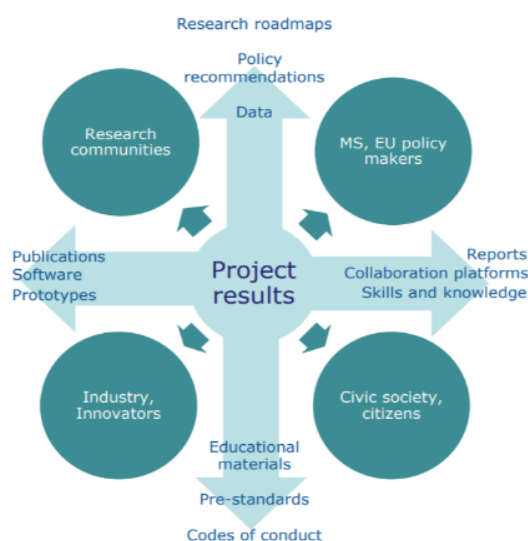 Research roadmaps
Policy
recommendations
Data
Research
communities
MS, EU policy
makers
Publications
Software
Prototypes
Project
results
Reports
Collaboration platforms
Skills and knowledge
Industry,
Innovators
Civic society,
citizens
Educational
materials
Pre-standards
Codes of conduct